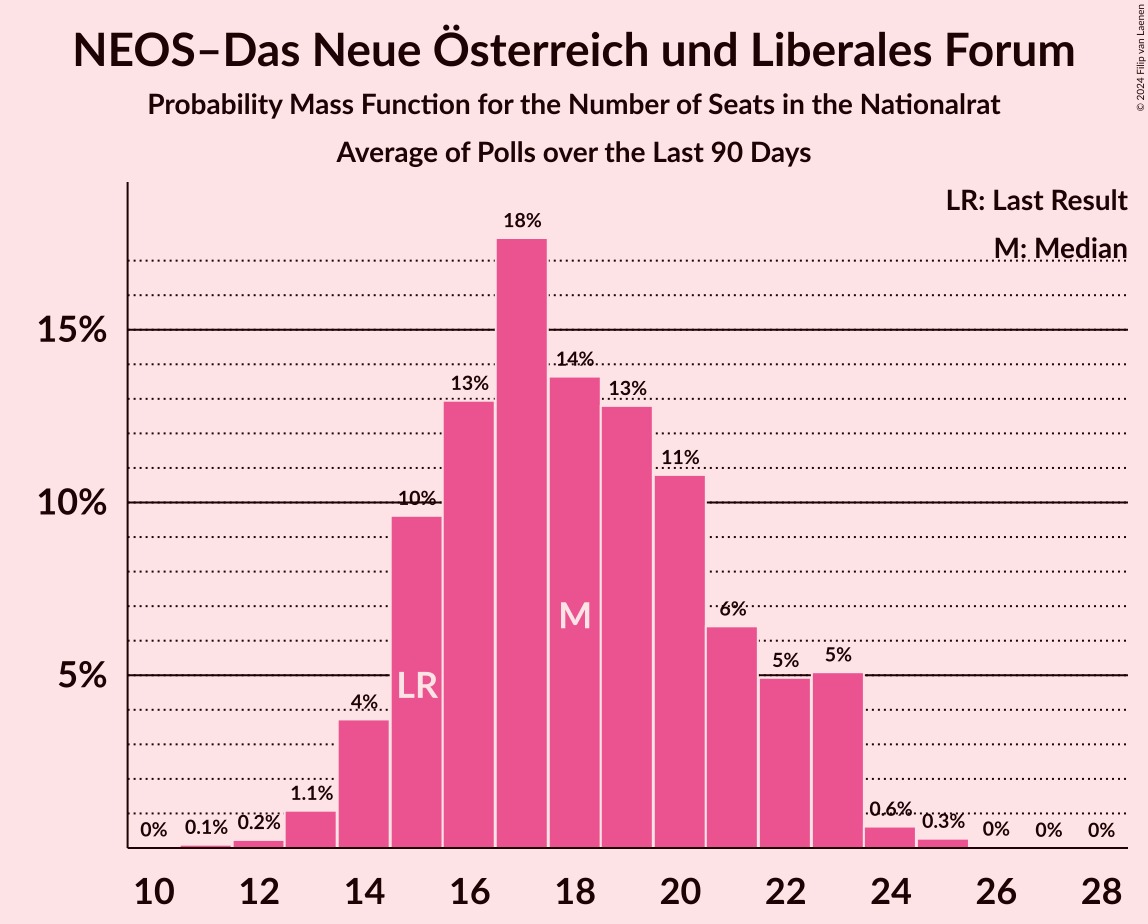 NEOS–Das Neue Österreich und Liberales Forum
Probability Mass Function for the Number of Seats in the Nationalrat
Average of Polls over the Last 90 Days
© 2024 Filip van Laenen
LR: Last Result
M: Median
15%
10%
5%
0%
0.1%
0.2%
1.1%
4%
10%
13%
18%
14%
13%
11%
6%
5%
5%
0.6%
0.3%
0%
0%
0%
LR
M
10 12 14 16 18 20 22 24 26 28